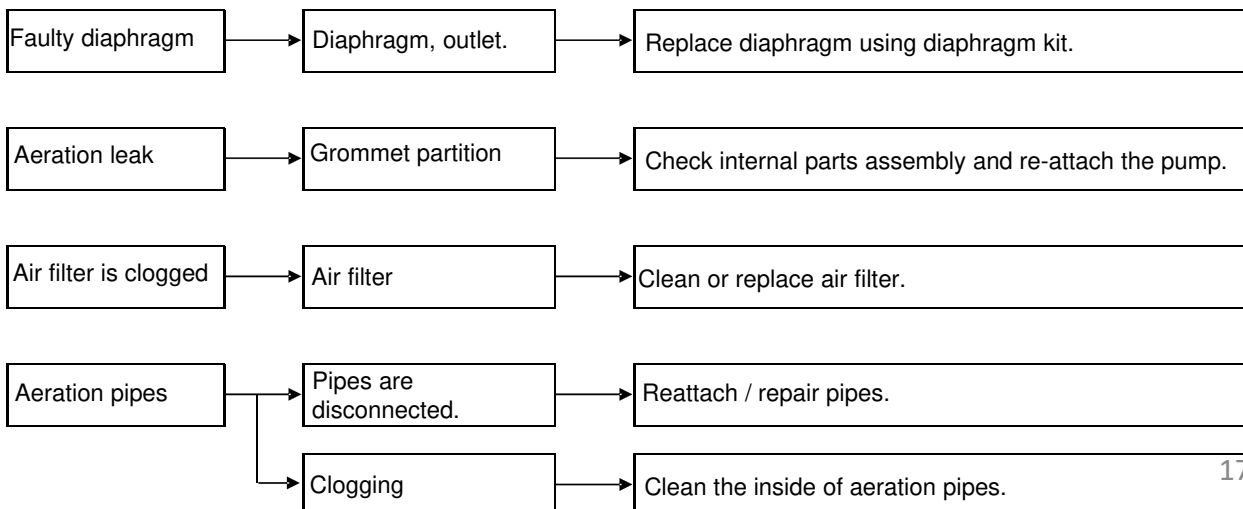 Faulty diaphragm
Diaphragm, outlet.
Replace diaphragm using diaphragm kit.
Aeration leak
Grommet partition
Check internal parts assembly and re-attach the pump.
Air filter is clogged
Air filter
Clean or replace air filter.
Aeration pipes
Pipes are
disconnected.
Reattach / repair pipes.
Clogging
Clean the inside of aeration pipes.
17